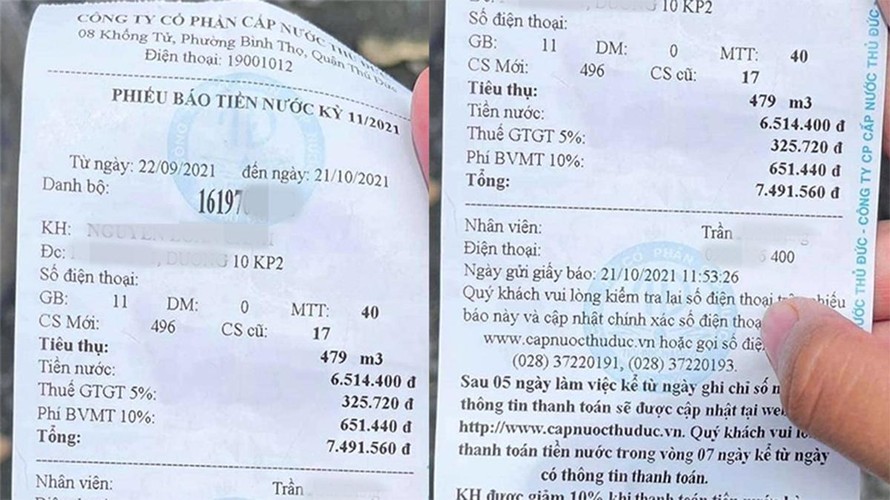 CÔNG TY CỔ PHẦN CẤP NƯỚC THỦ ĐỨC
08 Khổng Tử, Phường Bình Thọ, Quận Thủ Đức
Điện thoại: 19001012
PHIẾU BÁO TIỀN NƯỚC KỲ 11/2021
Từ ngày: 22/09/2021 đến ngày: 21/10/2021
Danh bộ:
16197
KH: NGUYỄN
Đc: , DUONG 10 KP2
Số điện thoại:
GB: 11 DM: 0 MTT: 40
CS Mới: 496 CS cũ: 17
Tiêu thụ: 479 m3
Tiền nước: 6.514.400 đ
Thuế GTGT 5%: 325.720 đ
Phí BVMT 10%: 651.440 đ
Tổng: 7.491.560 đ
Nhân viên: Trần
10 KP2
Số điện thoại:
GB: 11 DM: 0 MTT: 40
CS Mới: 496 CS cũ: 17
Tiêu thụ: 479 m3
Tiền nước: 6.514.400 đ
Thuế GTGT 5%: 325.720 đ
Phí BVMT 10%: 651.440 đ
Tổng: 7.491.560 đ
Nhân viên: Trần
Điện thoại: 400
Ngày gửi giấy báo: 21/10/2021 11:53:26
Quý khách vui lòng kiểm tra lại số điện thoại phiếu
báo này và cập nhật chính xác số điện
www.capnuocthuduc.vn hoặc gọi số
(028) 37220191, (028) 37220193.
Sau 05 ngày làm việc kể từ ngày ghi chỉ số
thông tin thanh toán sẽ được cập nhật tại
http://www.capnuocthuduc.vn. Quý khách vui
thanh toán tiền nước trong vòng 07 ngày kể từ ngày
có thông tin thanh toán.
KH được giảm 10% khi thanh toán tiền nước
THỦ ĐỨC - CÔNG TY CP CẤP NƯỚC THỦ ĐỨC